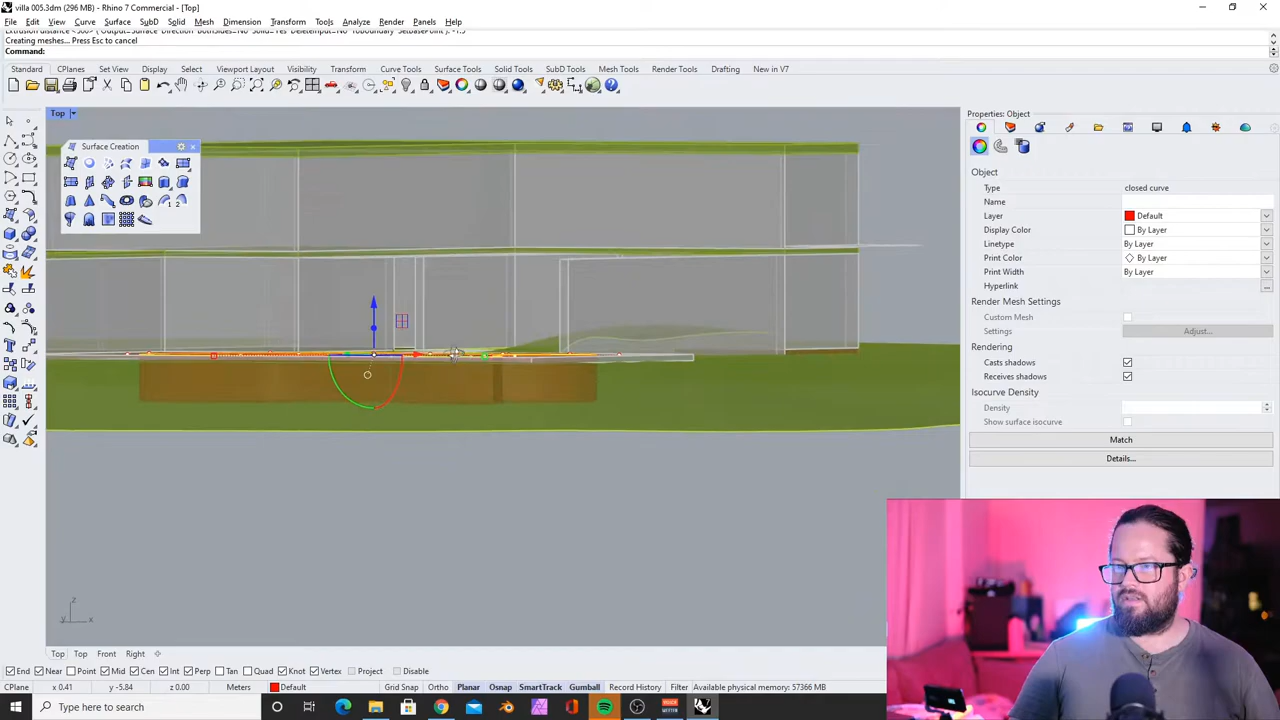 villa 005.3dm (296 MB) - Rhino 7 Commercial - [Top]
File Edit View Curve Surface SubD Solid Mesh Dimension Transform Tools Analyze Render Panels Help
Creating meshes... Press Esc to cancel
Command:
Standard CPlanes Set View Display Select Viewport Layout Visibility Transform Curve Tools Surface Tools Solid Tools SubD Tools Mesh Tools Render Tools Drafting New in V7
Top
Surface Creation
Properties: Object
Object
Type closed curve
Name
Layer Default
Display Color By Layer
Linetype By Layer
Print Color By Layer
Print Width By Layer
Hyperlink ...
Render Mesh Settings
Custom Mesh
Settings Adjust...
Rendering
Casts shadows
Receives shadows
Isocurve Density
Density
Show surface isocurve
Match
Details...
z
y x
Top Top Front Right
End Near Point Mid Cen Int Perp Tan Quad Knot Vertex Project Disable
CPlane x 0.41 y -5.84 z 0.00 Meters Default Grid Snap Ortho Planar Osnap SmartTrack Gumball Record History Filter Available physical memory: 57366 MB
Type here to search